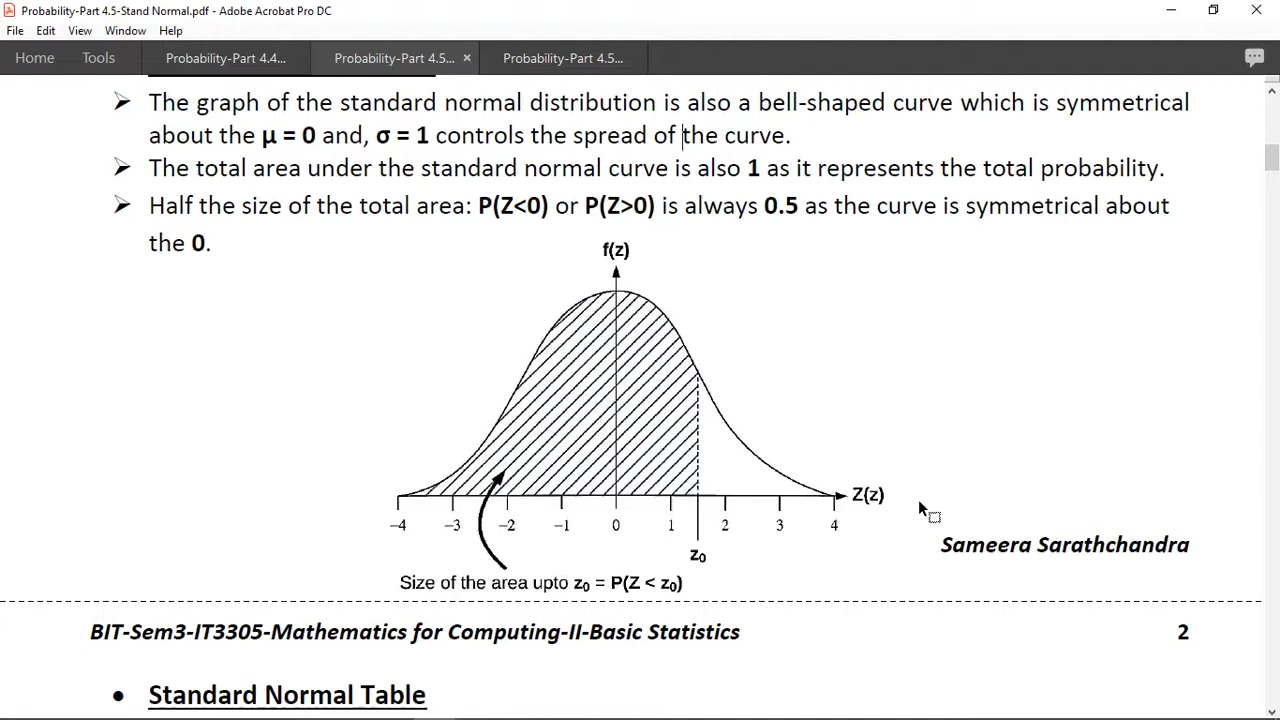 Probability-Part 4.5-Stand Normal.pdf - Adobe Acrobat Pro DC
File Edit View Window Help
Home Tools Probability-Part 4.4... Probability-Part 4.5... × Probability-Part 4.5...
➢ The graph of the standard normal distribution is also a bell-shaped curve which is symmetrical
about the μ = 0 and, σ = 1 controls the spread of the curve.
➢ The total area under the standard normal curve is also 1 as it represents the total probability.
➢ Half the size of the total area: P(Z<0) or P(Z>0) is always 0.5 as the curve is symmetrical about
the 0.
f(z)
Z(z)
−4 −3 −2 −1 0 1 2 3 4
Sameera Sarathchandra
z₀
Size of the area upto z₀ = P(Z < z₀)
BIT-Sem3-IT3305-Mathematics for Computing-II-Basic Statistics 2
• Standard Normal Table